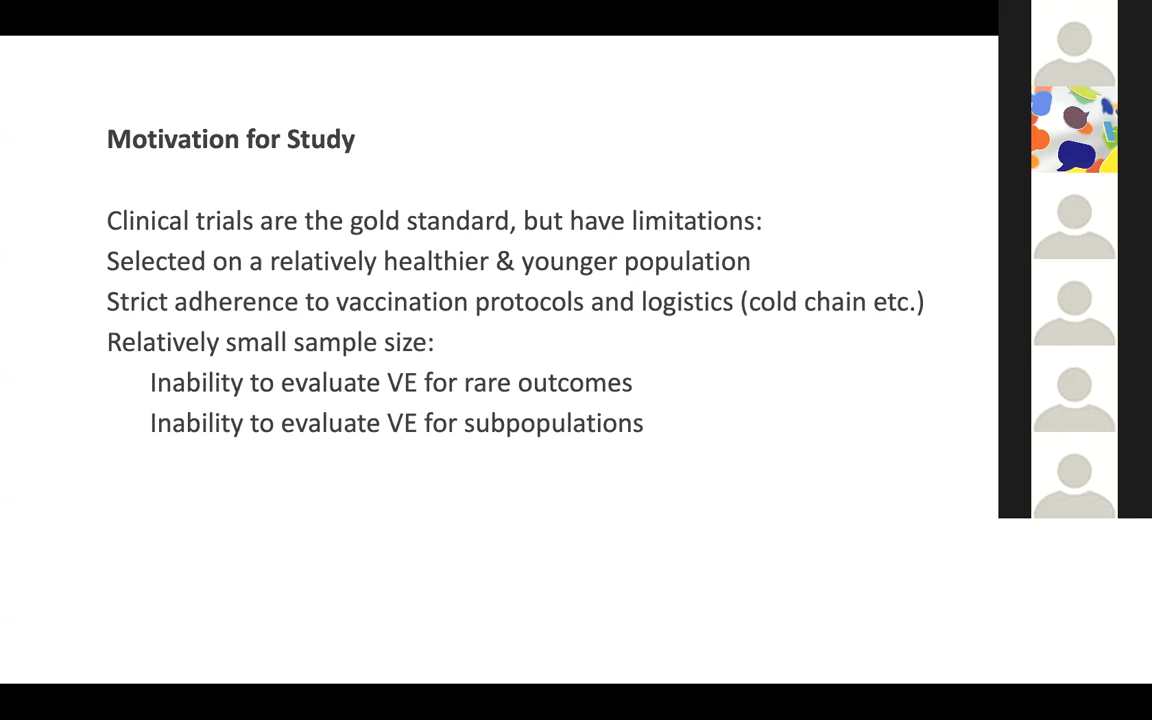 Motivation for Study
Clinical trials are the gold standard, but have limitations:
Selected on a relatively healthier & younger population
Strict adherence to vaccination protocols and logistics (cold chain etc.)
Relatively small sample size:
Inability to evaluate VE for rare outcomes
Inability to evaluate VE for subpopulations